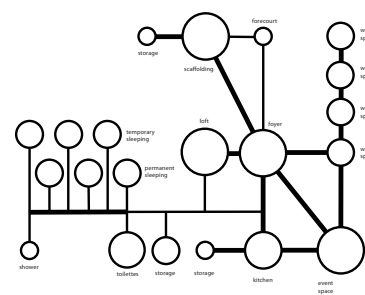 forecourt
storage
scaffolding
loft
foyer
temporary
sleeping
permanent
sleeping
shower
toilettes
storage
storage
kitchen
event
space